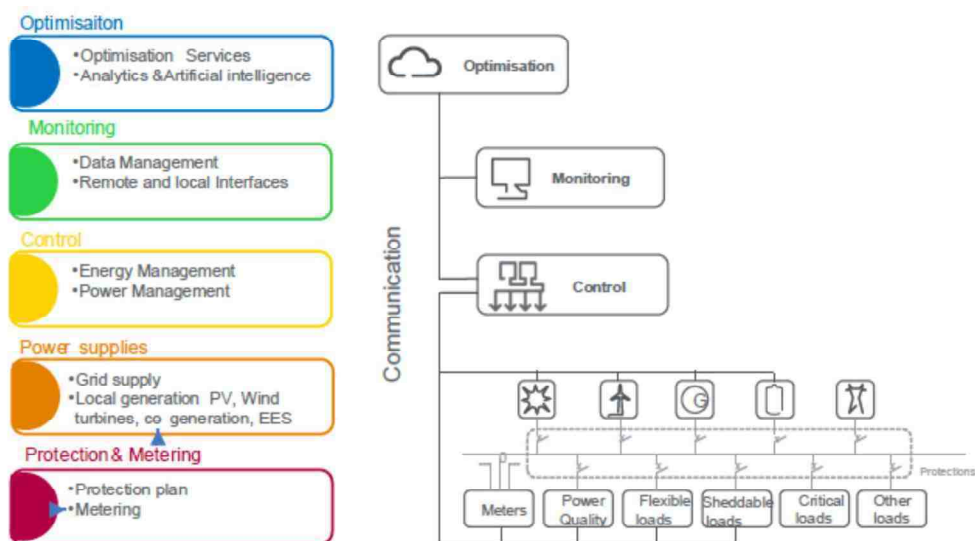 Optimisaiton
•Optimisation Services
•Analytics &Artificial intelligence
Monitoring
•Data Management
•Remote and local Interfaces
Control
•Energy Management
•Power Management
Power supplies
•Grid supply
•Local generation PV, Wind
turbines, co generation, EES
Protection & Metering
•Protection plan
•Metering
Optimisation
Monitoring
Control
Communication
G
Protections
Meters
Power
Quality
Flexible
loads
Sheddable
loads
Critical
loads
Other
loads